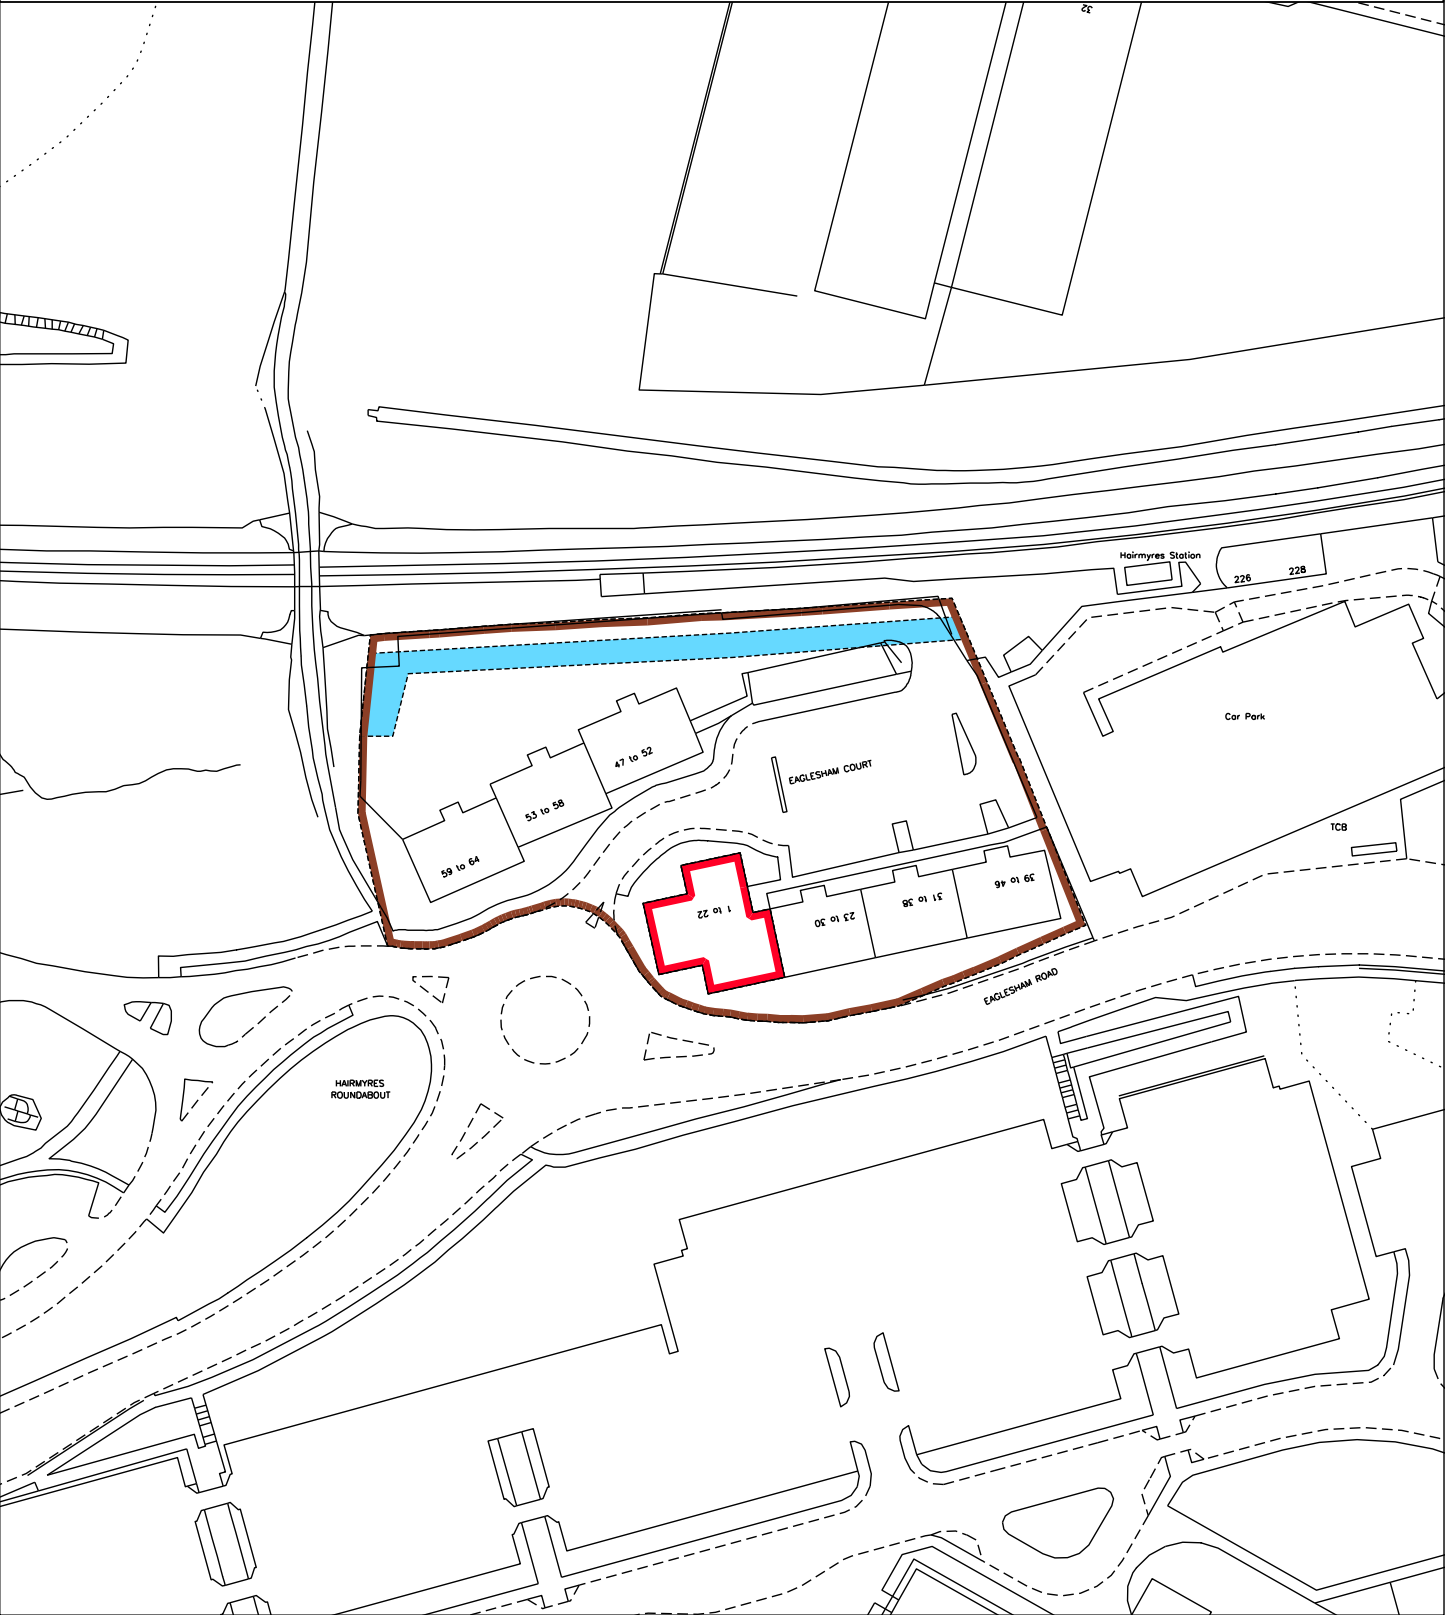 32
Hairmyres Station
226
228
Car Park
47 to 52
EAGLESHAM COURT
53 to 58
TCB
59 to 64
39 to 46
31 to 38
1 to 22
23 to 30
EAGLESHAM ROAD
HAIRMYRES
ROUNDABOUT